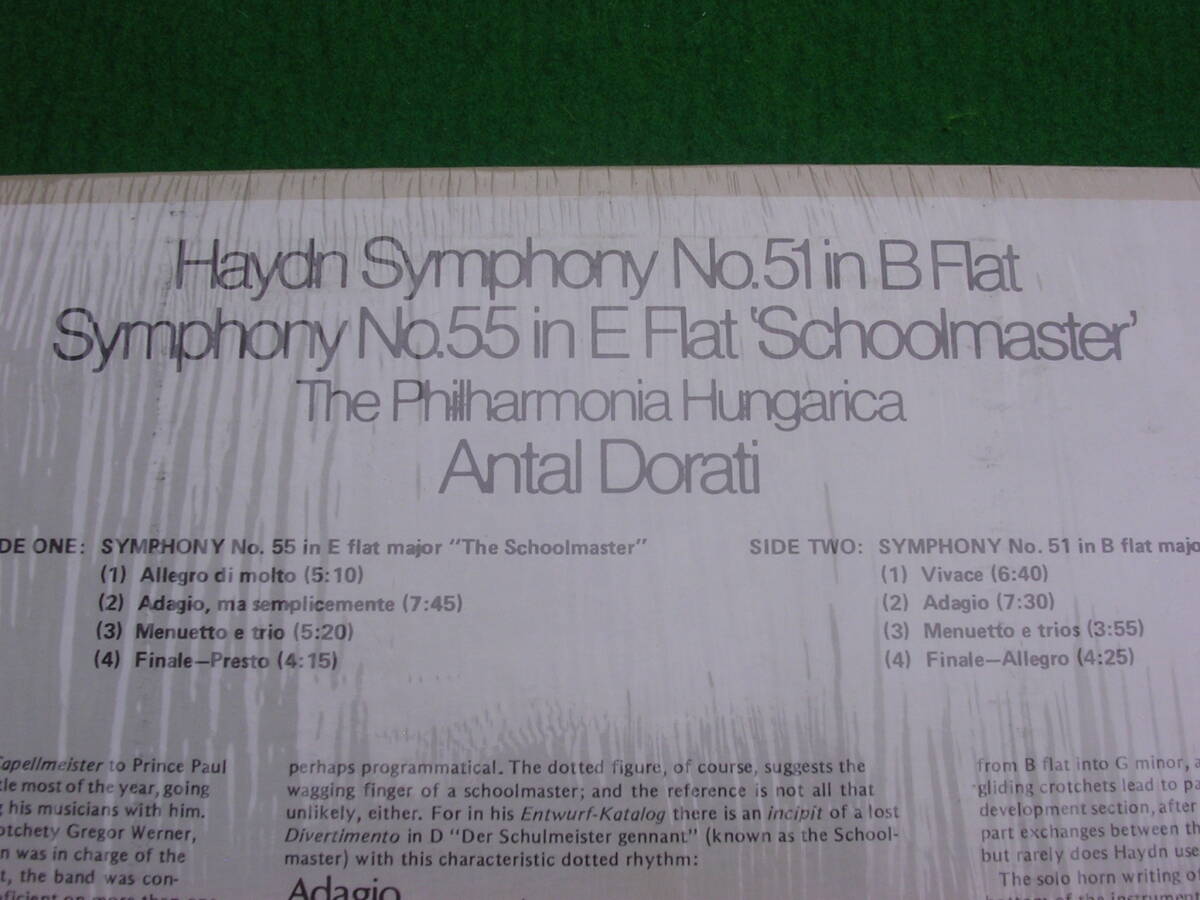 Haydn Symphony No.51 in B Flat
Symphony No.55 in E Flat 'Schoolmaster'
The Philharmonia Hungarica
Antal Dorati
DE ONE: SYMPHONY No. 55 in E flat major "The Schoolmaster"
(1) Allegro di molto (5:10)
(2) Adagio, ma semplicemente (7:45)
(3) Menuetto e trio (5:20)
(4) Finale—Presto (4:15)
SIDE TWO: SYMPHONY No. 51 in B flat majo
(1) Vivace (6:40)
(2) Adagio (7:30)
(3) Menuetto e trios (3:55)
(4) Finale—Allegro (4:25)
Capellmeister to Prince Paul
tle most of the year, going
g his musicians with him.
otchety Gregor Werner,
n was in charge of the
t, the band was con-
perhaps programmatical. The dotted figure, of course, suggests the
wagging finger of a schoolmaster; and the reference is not all that
unlikely, either. For in his Entwurf-Katalog there is an incipit of a lost
Divertimento in D "Der Schulmeister gennant" (known as the School-
master) with this characteristic dotted rhythm:
Adagio
from B flat into G minor, a
gliding crotchets lead to pa
development section, after
part exchanges between th
but rarely does Haydn use
The solo horn writing of